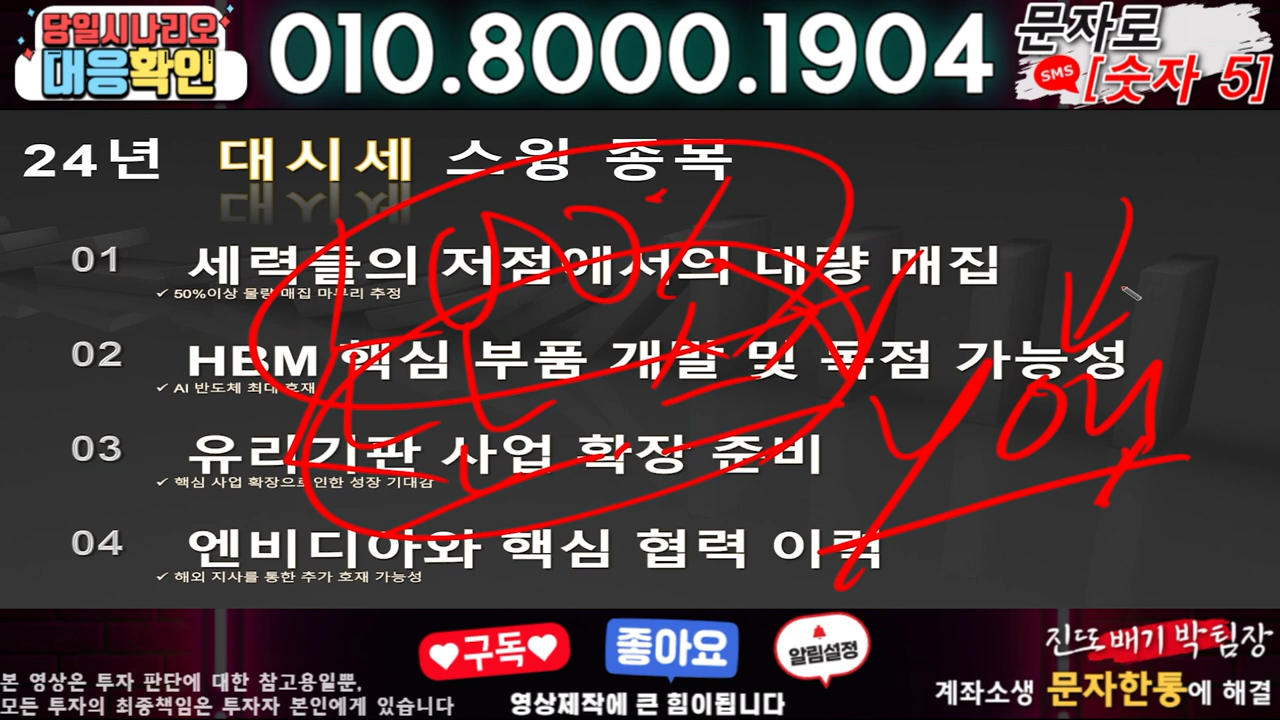 당일시나리오
대응확인
010.8000.1904
문자로
SMS [숫자 5]
24년 대시세 스윙 종목
01 세력들의 저점에서의 대량 매집
✓ 50%이상 물량 매집 마무리 추정
02 HBM 핵심 부품 개발 및 독점 가능성
✓ AI 반도체 최대 호재
03 유리기판 사업 확장 준비
✓ 핵심 사업 확장으로인한 성장 기대감
04 엔비디아와 핵심 협력 이력
✓ 해외 지사를 통한 추가 호재 가능성
구독
좋아요
알림설정
영상제작에 큰 힘이됩니다
본 영상은 투자 판단에 대한 참고용일뿐,
모든 투자의 최종책임은 투자자 본인에게 있습니다
진또배기 박팀장
계좌소생 문자한통에 해결